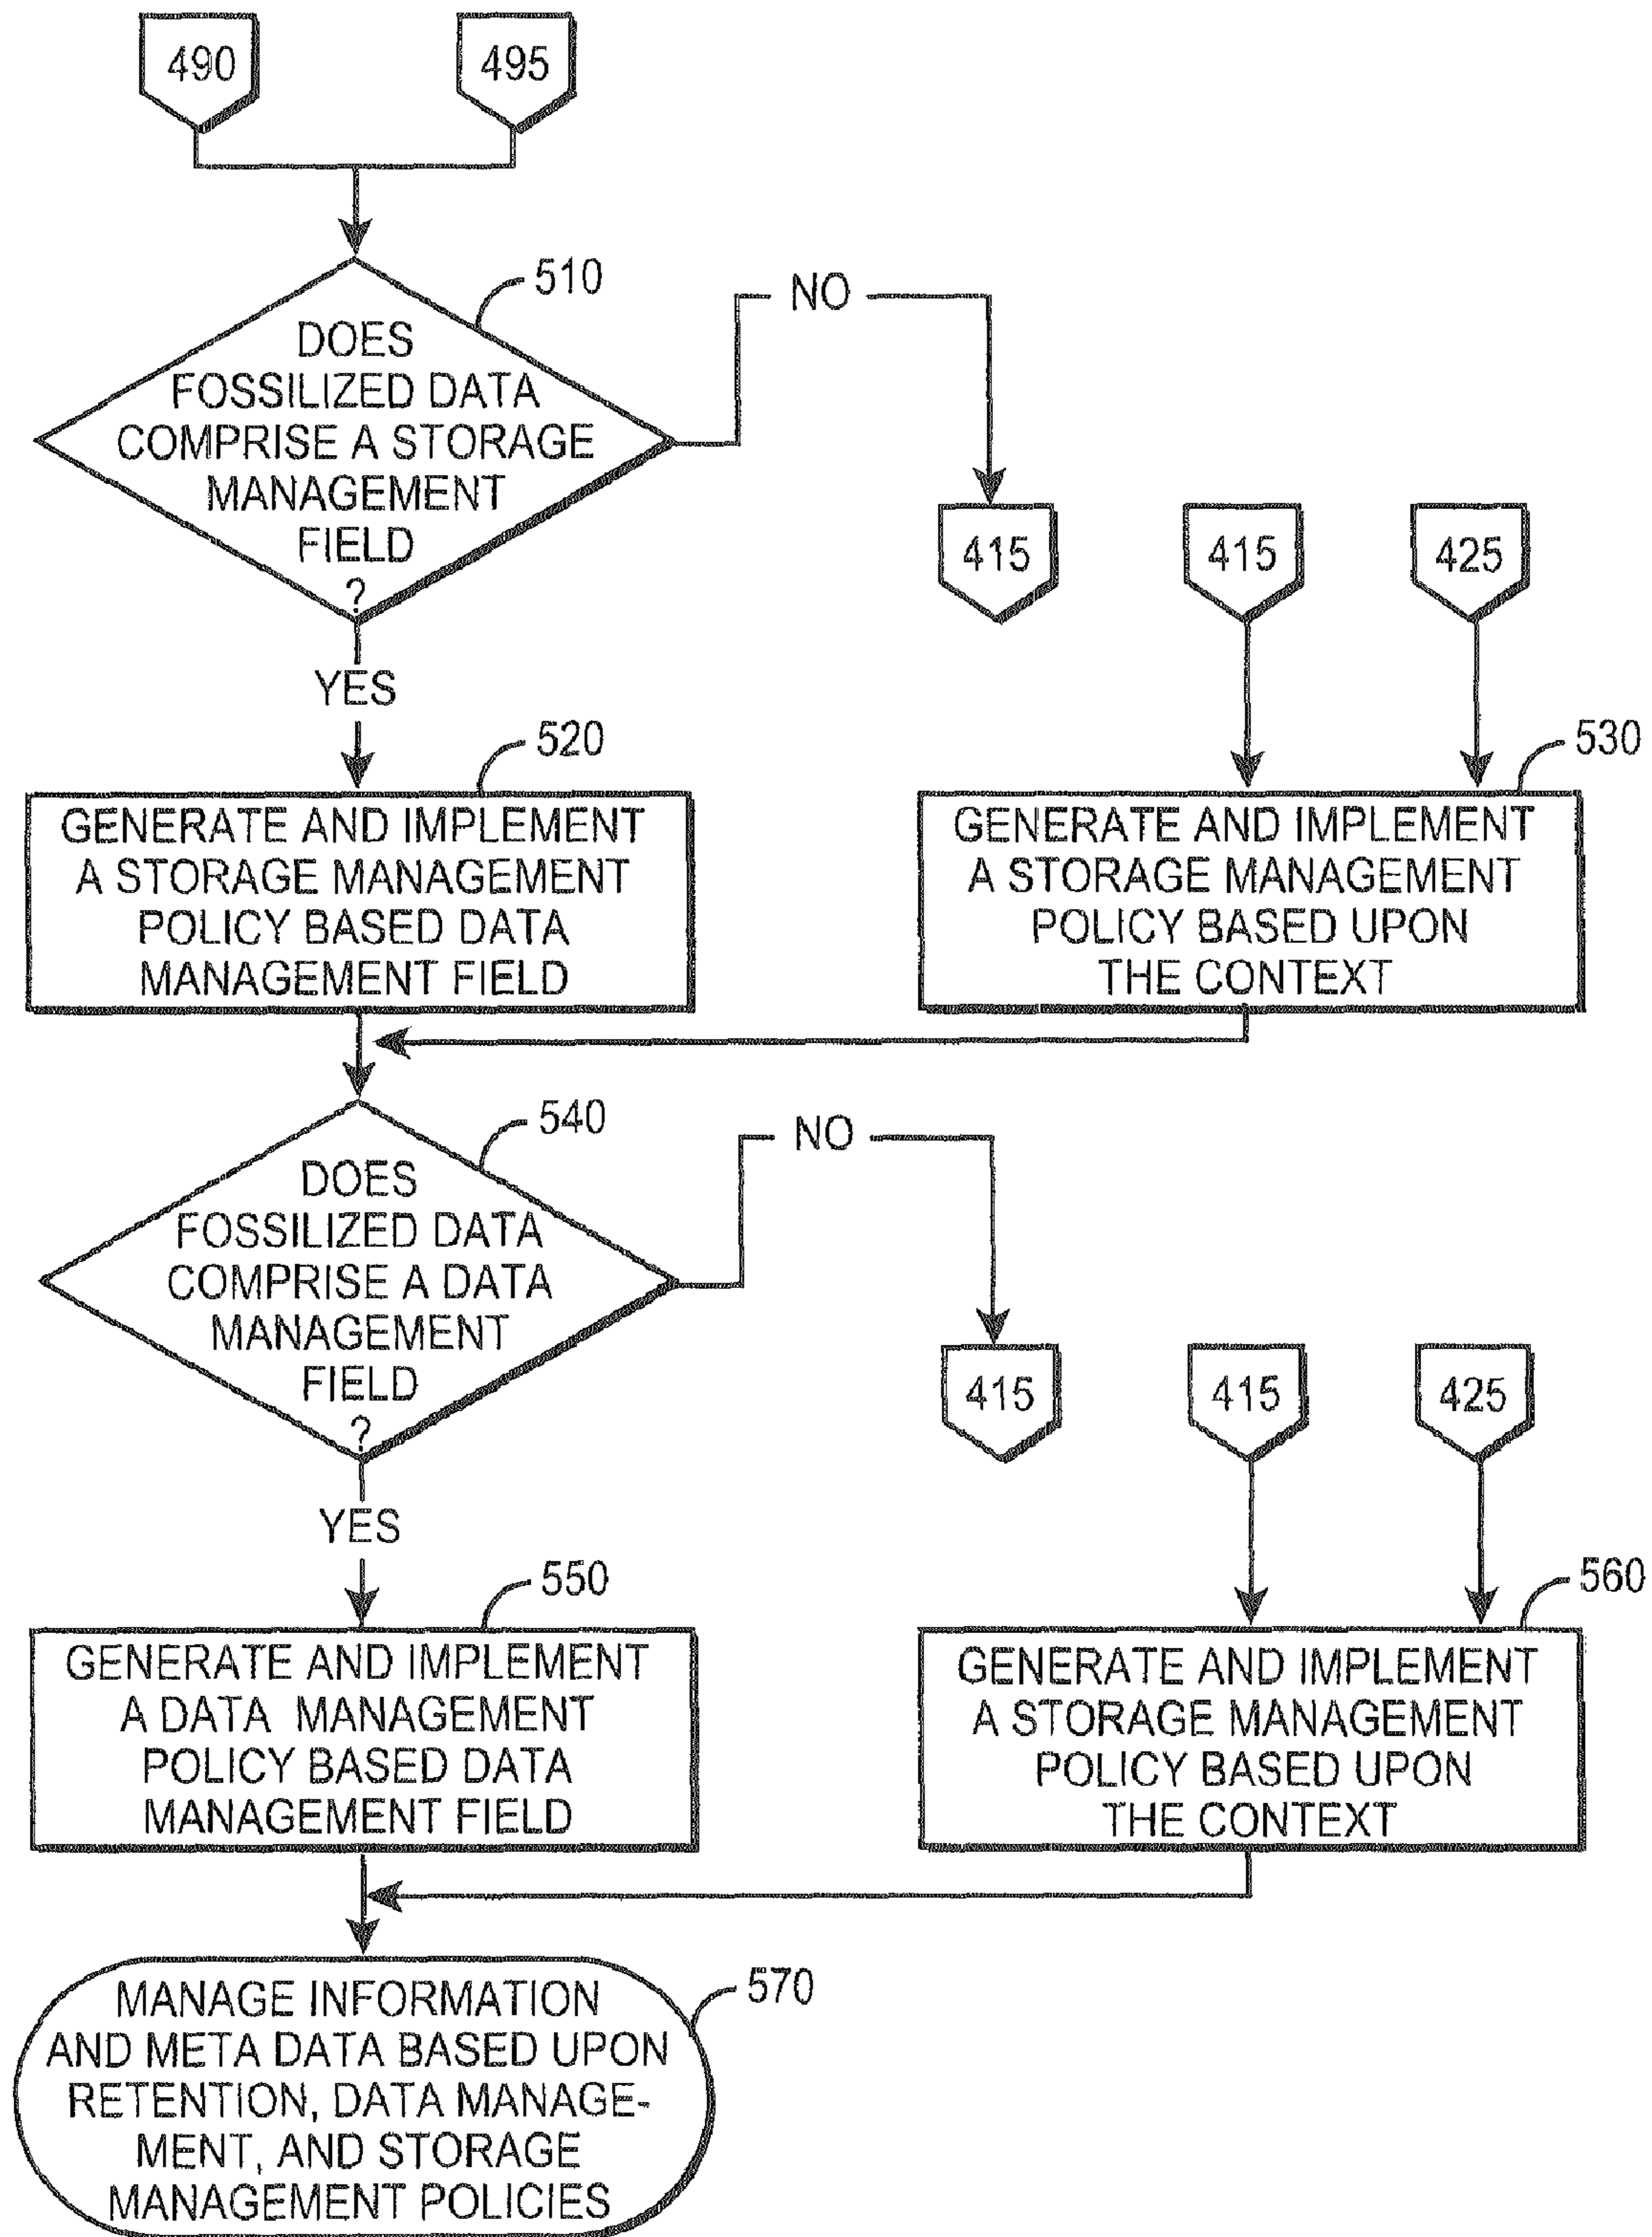 490
495
510
NO
DOES
FOSSILIZED DATA
COMPRISE A STORAGE
MANAGEMENT
FIELD
?
415
415
425
YES
520
530
GENERATE AND IMPLEMENT
A STORAGE MANAGEMENT
POLICY BASED DATA
MANAGEMENT FIELD
GENERATE AND IMPLEMENT
A STORAGE MANAGEMENT
POLICY BASED UPON
THE CONTEXT
540
NO
DOES
FOSSILIZED DATA
COMPRISE A DATA
MANAGEMENT
FIELD
?
415
415
425
YES
550
560
GENERATE AND IMPLEMENT
A DATA MANAGEMENT
POLICY BASED DATA
MANAGEMENT FIELD
GENERATE AND IMPLEMENT
A STORAGE MANAGEMENT
POLICY BASED UPON
THE CONTEXT
570
MANAGE INFORMATION
AND META DATA BASED UPON
RETENTION, DATA MANAGE-
MENT, AND STORAGE
MANAGEMENT POLICIES